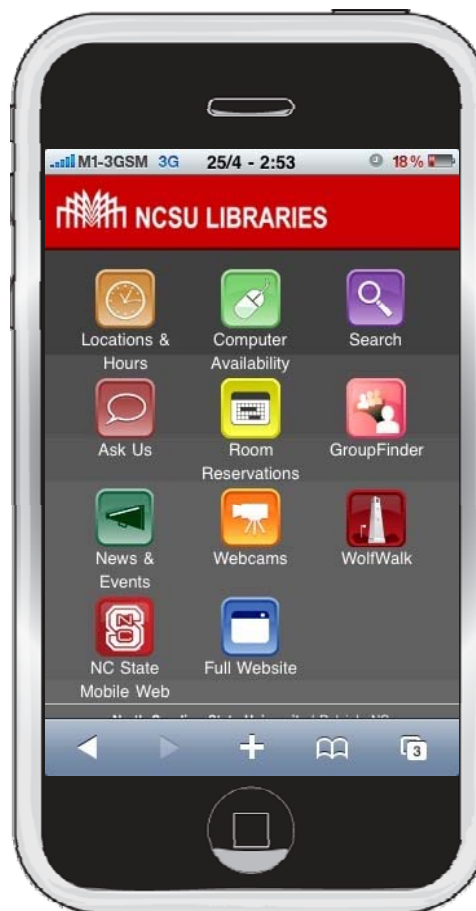 M1-3GSM 3G 25/4 - 2:53 18%
NCSU LIBRARIES
Locations & Computer Search
Hours Availability
Ask Us Room GroupFinder
Reservations
News & Webcams WolfWalk
Events
NC State Full Website
Mobile Web
3